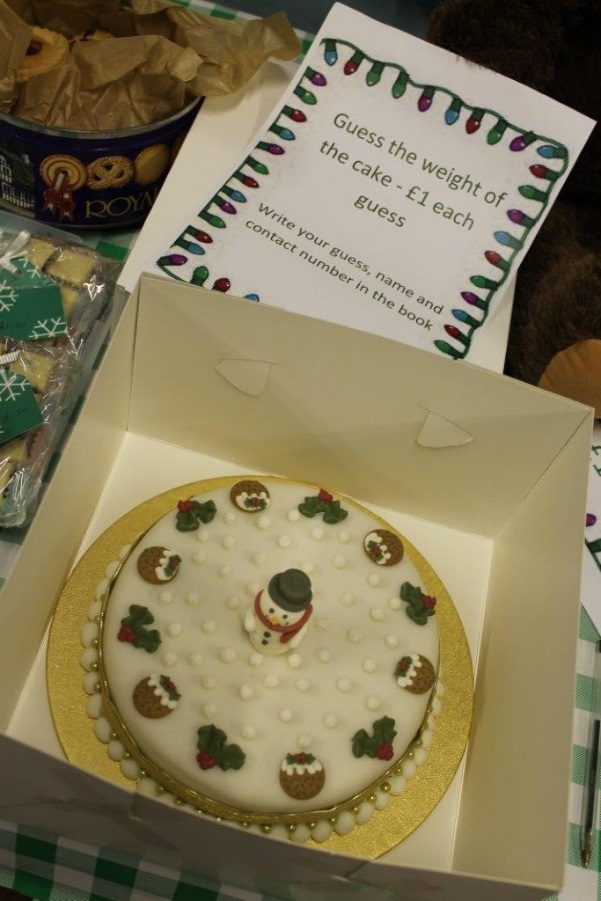 Guess the weight of
the cake - £1 each
guess
Write your guess, name and
contact number in the book
ROYAL